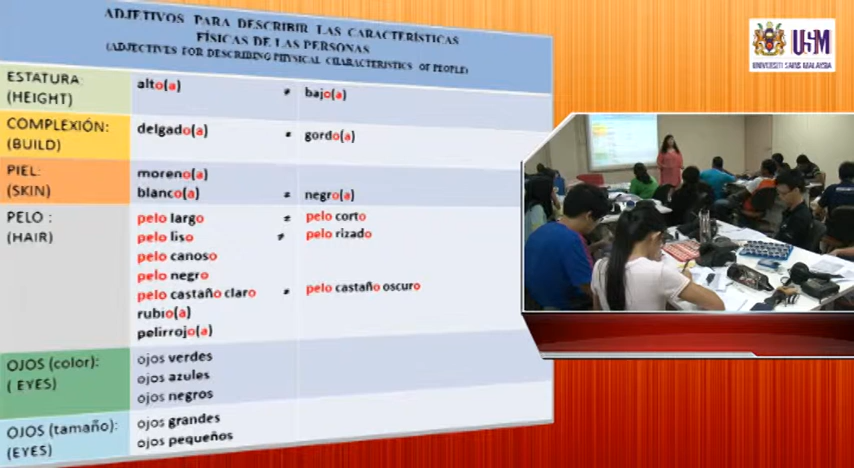 ADJETIVOS PARA DESCRIBIR LAS CARACTERÍSTICAS
FÍSICAS DE LAS PERSONAS
(ADJECTIVES FOR DESCRIBING PHYSICAL CHARACTERISTICS OF PEOPLE)
ESTATURA:
(HEIGHT)
alto(a) ≠ bajo(a)
COMPLEXIÓN:
(BUILD)
delgado(a) ≠ gordo(a)
PIEL:
(SKIN)
moreno(a)
blanco(a) ≠ negro(a)
PELO :
(HAIR)
pelo largo ≠ pelo corto
pelo liso ≠ pelo rizado
pelo canoso
pelo negro
pelo castaño claro ≠ pelo castaño oscuro
rubio(a)
pelirrojo(a)
OJOS (color):
( EYES)
ojos verdes
ojos azules
ojos negros
OJOS (tamaño):
(EYES)
ojos grandes
ojos pequeños
USM
UNIVERSITI SAINS MALAYSIA